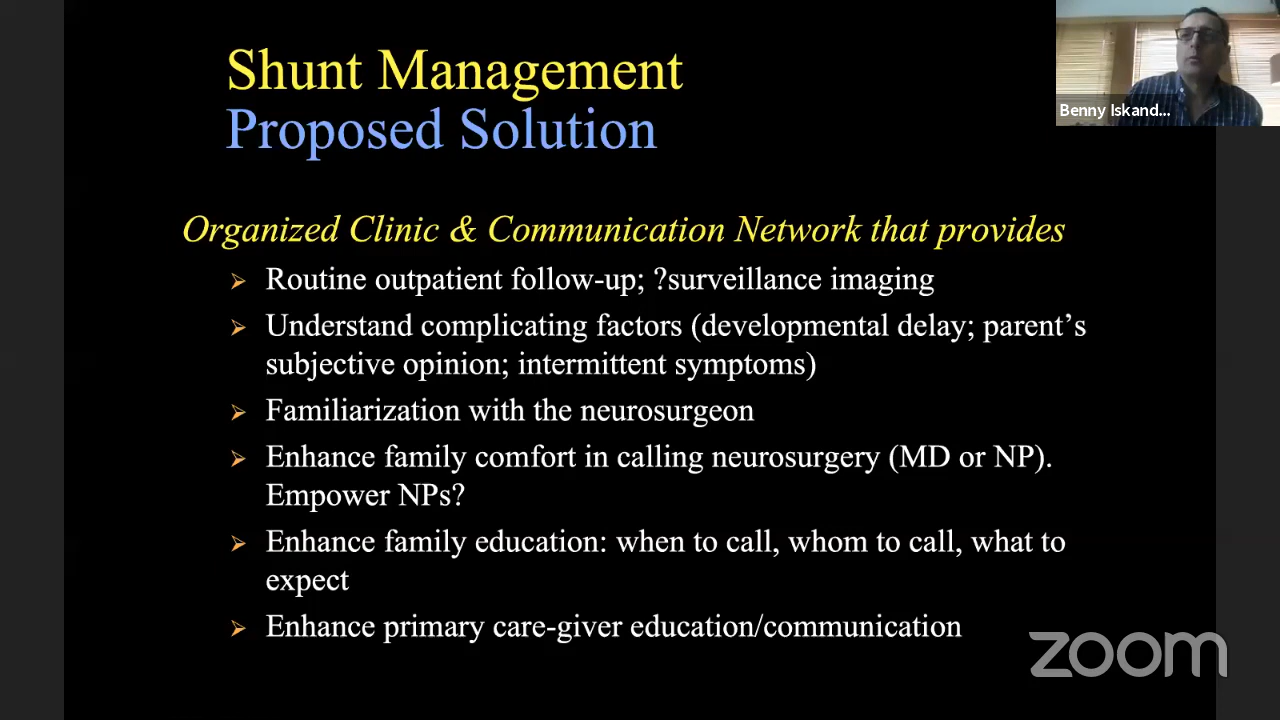 Shunt Management
Proposed Solution
Benny Iskand...
Organized Clinic & Communication Network that provides
Routine outpatient follow-up; ?surveillance imaging
Understand complicating factors (developmental delay; parent’s
subjective opinion; intermittent symptoms)
Familiarization with the neurosurgeon
Enhance family comfort in calling neurosurgery (MD or NP).
Empower NPs?
Enhance family education: when to call, whom to call, what to
expect
Enhance primary care-giver education/communication
zoom